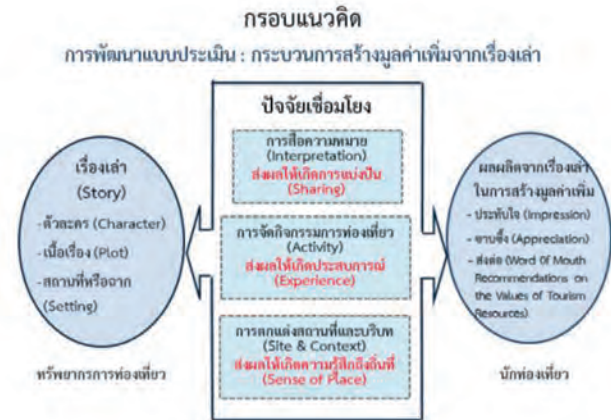 กรอบแนวคิด
การพัฒนาแบบประเมิน : กระบวนการสร้างมูลค่าเพิ่มจากเรื่องเล่า
ปัจจัยเชื่อมโยง
เรื่องเล่า
(Story)
-ตัวละคร (Character)
-เนื้อเรื่อง (Plot)
-สถานที่หรือฉาก
(Setting)
ทรัพยากรการท่องเที่ยว
การสื่อความหมาย
(Interpretation)
ส่งผลให้เกิดการแบ่งปัน
(Sharing)
การจัดกิจกรรมการท่องเที่ยว
(Activity)
ส่งผลให้เกิดประสบการณ์
(Experience)
การตกแต่งสถานที่และบริบท
(Site & Context)
ส่งผลให้เกิดความรู้สึกถึงถิ่นที่
(Sense of Place)
ผลผลิตจากเรื่องเล่า
ในการสร้างมูลค่าเพิ่ม
- ประทับใจ (Impression)
- ซาบซึ้ง (Appreciation)
- ส่งต่อ (Word Of Mouth
Recommendations on
the Values of Tourism
Resources)
นักท่องเที่ยว